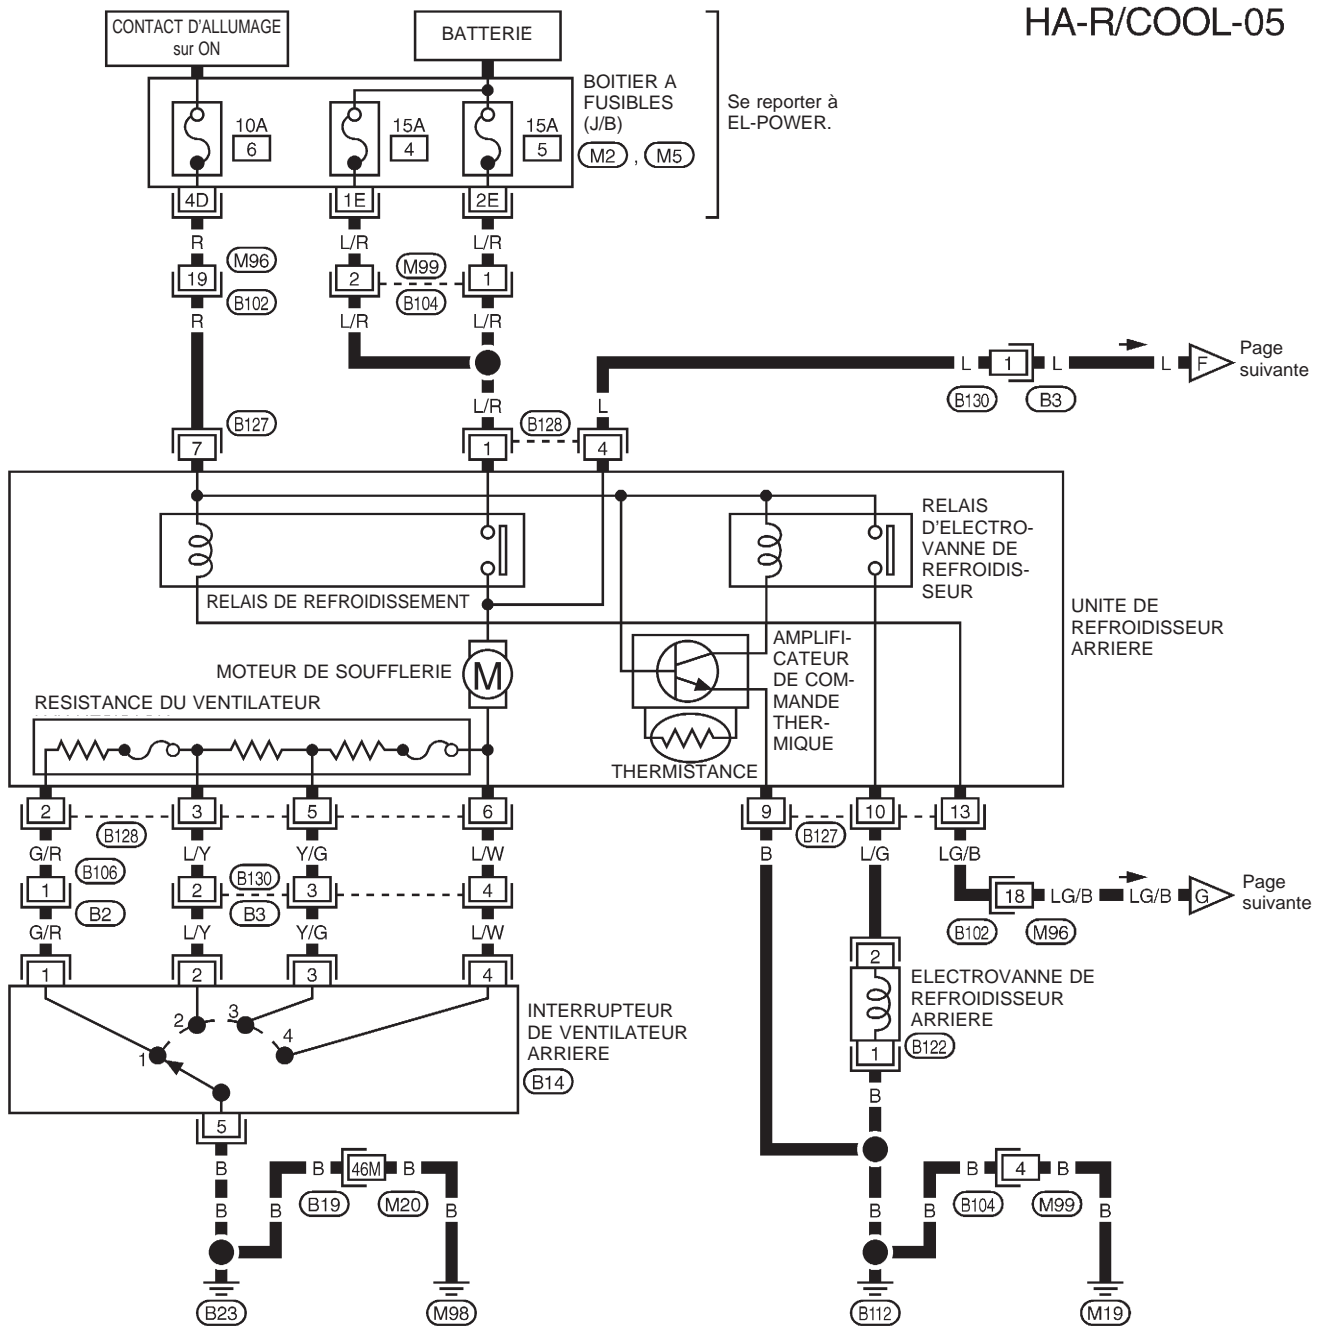 HA-R/COOL-05
CONTACT D'ALLUMAGE
sur ON
BATTERIE
BOITIER A
FUSIBLES
(J/B)
M2 , M5
Se reporter à
EL-POWER.
10A
6
15A
4
15A
5
4D
1E
2E
R
L/R
L/R
M96
M99
19
2
1
B102
B104
R
L/R
L/R
L
1
L
L
F
Page
suivante
B130
B3
L/R
L
B127
B128
7
1
4
RELAIS
D'ELECTRO-
VANNE DE
REFROIDIS-
SEUR
RELAIS DE REFROIDISSEMENT
UNITE DE
REFROIDISSEUR
ARRIERE
AMPLIFI-
CATEUR
DE COM-
MANDE
THER-
MIQUE
MOTEUR DE SOUFFLERIE
M
RESISTANCE DU VENTILATEUR
THERMISTANCE
2
3
5
6
9
10
13
B128
B127
G/R
L/Y
Y/G
L/W
B
L/G
LG/B
B106
B130
1
2
3
4
18
LG/B
LG/B
G
Page
suivante
B2
B3
B102
M96
G/R
L/Y
Y/G
L/W
1
2
3
4
2
ELECTROVANNE DE
REFROIDISSEUR
ARRIERE
INTERRUPTEUR
DE VENTILATEUR
ARRIERE
B14
1
2
3
4
1
B122
5
B
B
B
46M
B
B
4
B
B19
M20
B104
M99
B
B
B
B
B
B
B23
M98
B112
M19